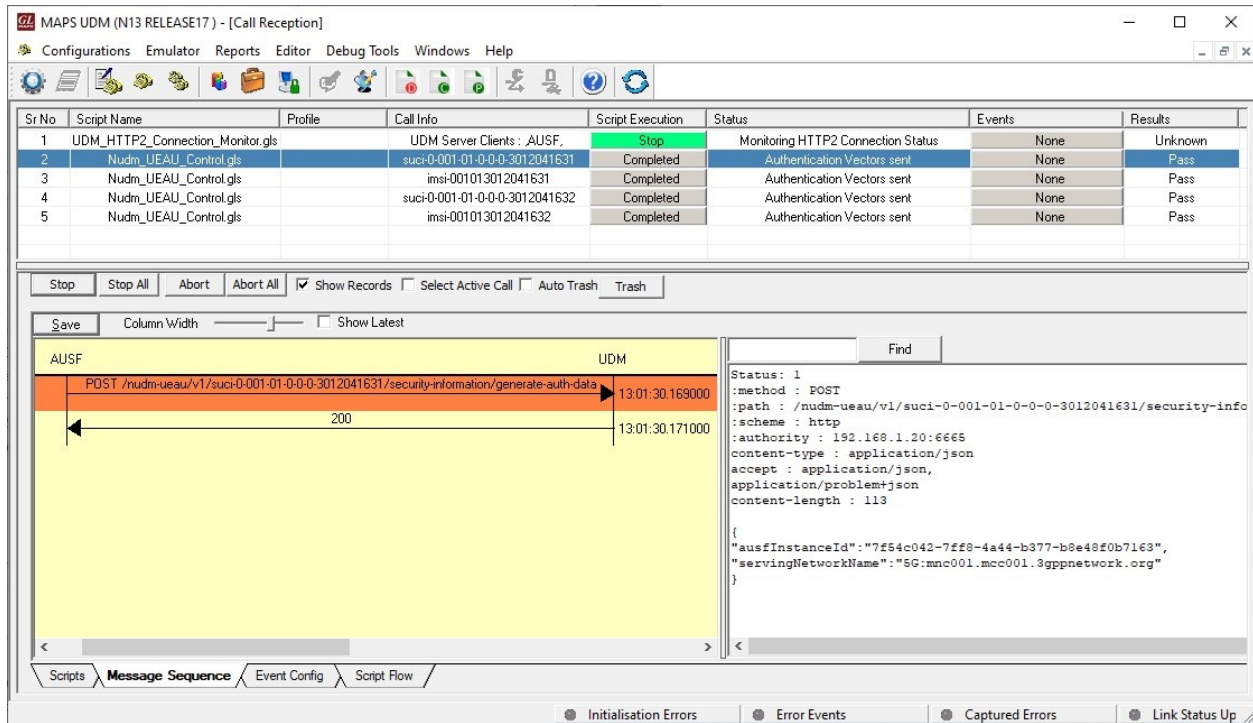 GL MAPS MAPS UDM (N13 RELEASE17 ) - [Call Reception]
Configurations Emulator Reports Editor Debug Tools Windows Help
Sr No Script Name Profile Call Info Script Execution Status Events Results
1 UDM_HTTP2_Connection_Monitor.gls UDM Server Clients : ,AUSF, Stop Monitoring HTTP2 Connection Status None Unknown
2 Nudm_UEAU_Control.gls suci-0-001-01-0-0-0-3012041631 Completed Authentication Vectors sent None Pass
3 Nudm_UEAU_Control.gls imsi-001013012041631 Completed Authentication Vectors sent None Pass
4 Nudm_UEAU_Control.gls suci-0-001-01-0-0-0-3012041632 Completed Authentication Vectors sent None Pass
5 Nudm_UEAU_Control.gls imsi-001013012041632 Completed Authentication Vectors sent None Pass
Stop Stop All Abort Abort All Show Records Select Active Call Auto Trash Trash
Save Column Width Show Latest
AUSF UDM
POST /nudm-ueau/v1/suci-0-001-01-0-0-0-3012041631/security-information/generate-auth-data
13:01:30.169000
200
13:01:30.171000
Find
Status: 1
:method : POST
:path : /nudm-ueau/v1/suci-0-001-01-0-0-0-3012041631/security-info
:scheme : http
:authority : 192.168.1.20:6665
content-type : application/json
accept : application/json,
application/problem+json
content-length : 113
{
"ausfInstanceId":"7f54c042-7ff8-4a44-b377-b8e48f0b7163",
"servingNetworkName":"5G:mnc001.mcc001.3gppnetwork.org"
}
Scripts Message Sequence Event Config Script Flow
Initialisation Errors Error Events Captured Errors Link Status Up